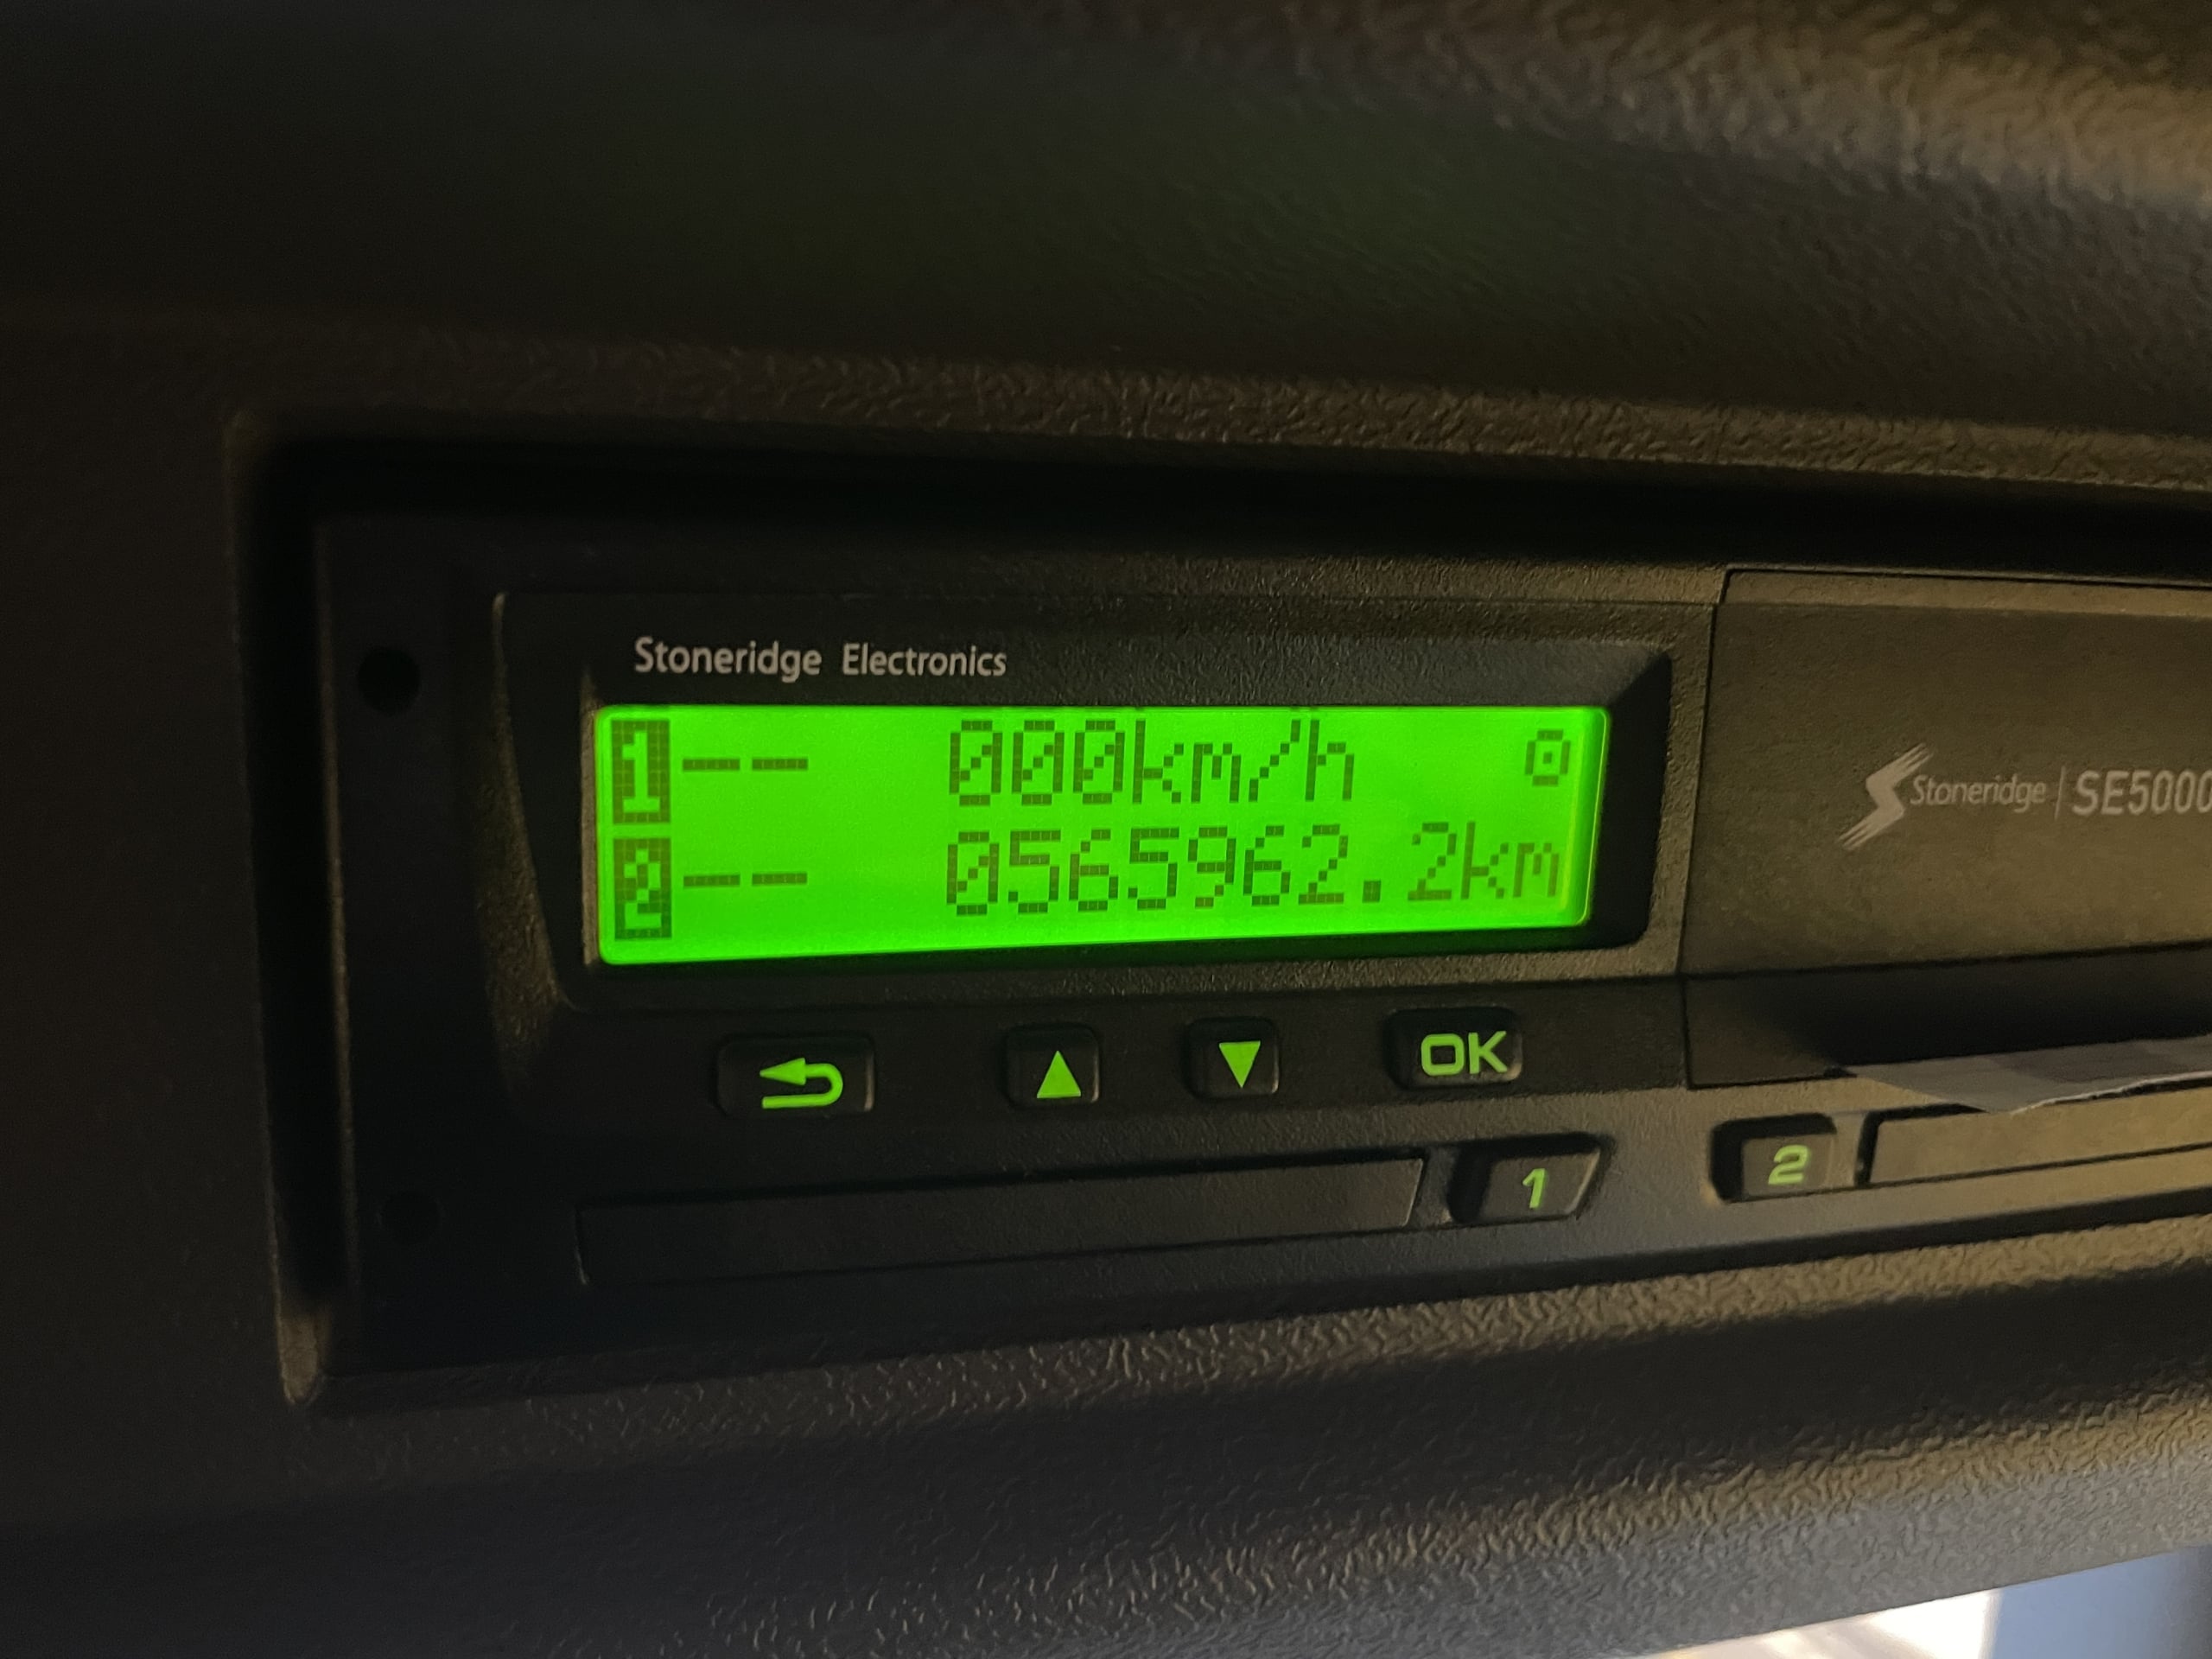 Stoneridge Electronics
1-- 000km/h
2-- 0565962.2km
Stoneridge | SE5000
OK
1
2